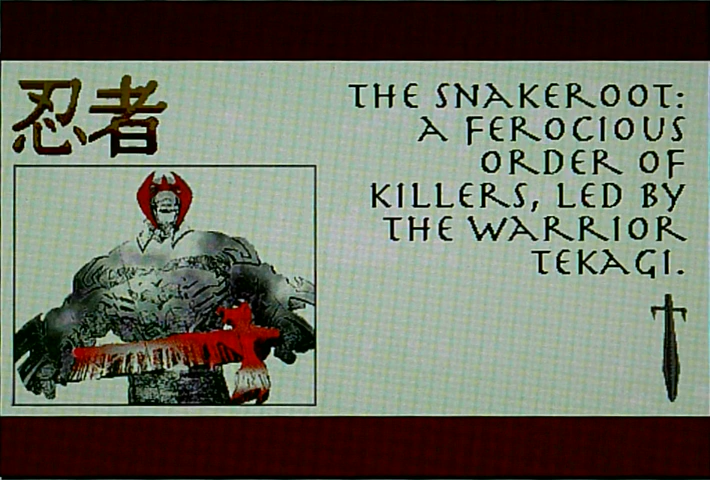 忍者
THE SNAKEROOT:
A FEROCIOUS
ORDER OF
KILLERS, LED BY
THE WARRIOR
TEKAGI.